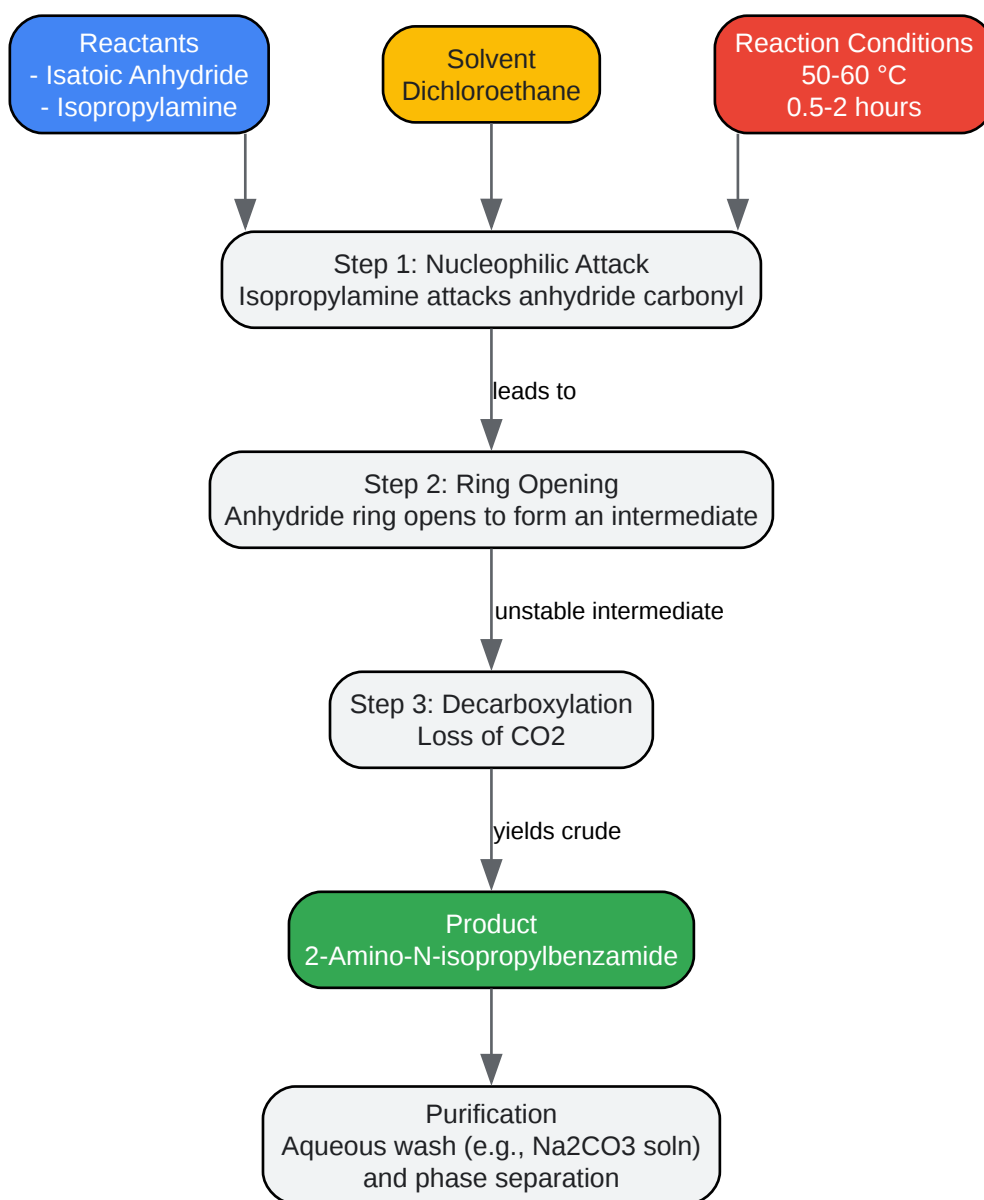 Reactants
- Isatoic Anhydride
- Isopropylamine
Solvent
Dichloroethane
Reaction Conditions
50-60 °C
0.5-2 hours
Step 1: Nucleophilic Attack
Isopropylamine attacks anhydride carbonyl
leads to
Step 2: Ring Opening
Anhydride ring opens to form an intermediate
unstable intermediate
Step 3: Decarboxylation
Loss of CO2
yields crude
Product
2-Amino-N-isopropylbenzamide
Purification
Aqueous wash (e.g., Na2CO3 soln)
and phase separation